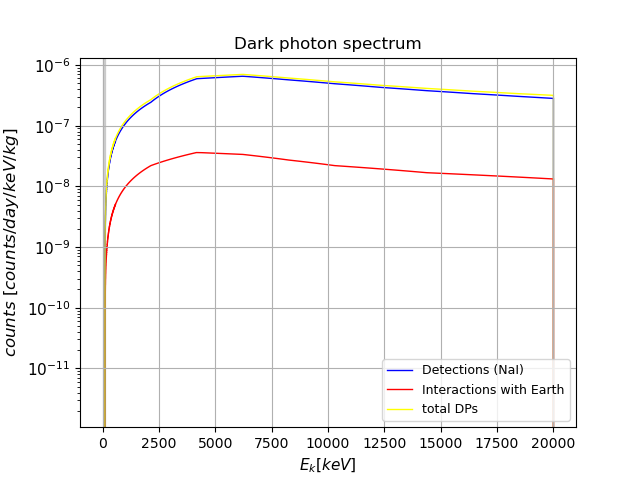 Dark photon spectrum
counts [counts/day/keV/kg]
10⁻⁶
10⁻⁷
10⁻⁸
10⁻⁹
10⁻¹⁰
10⁻¹¹
Detections (NaI)
Interactions with Earth
total DPs
0 2500 5000 7500 10000 12500 15000 17500 20000
Eₖ[keV]